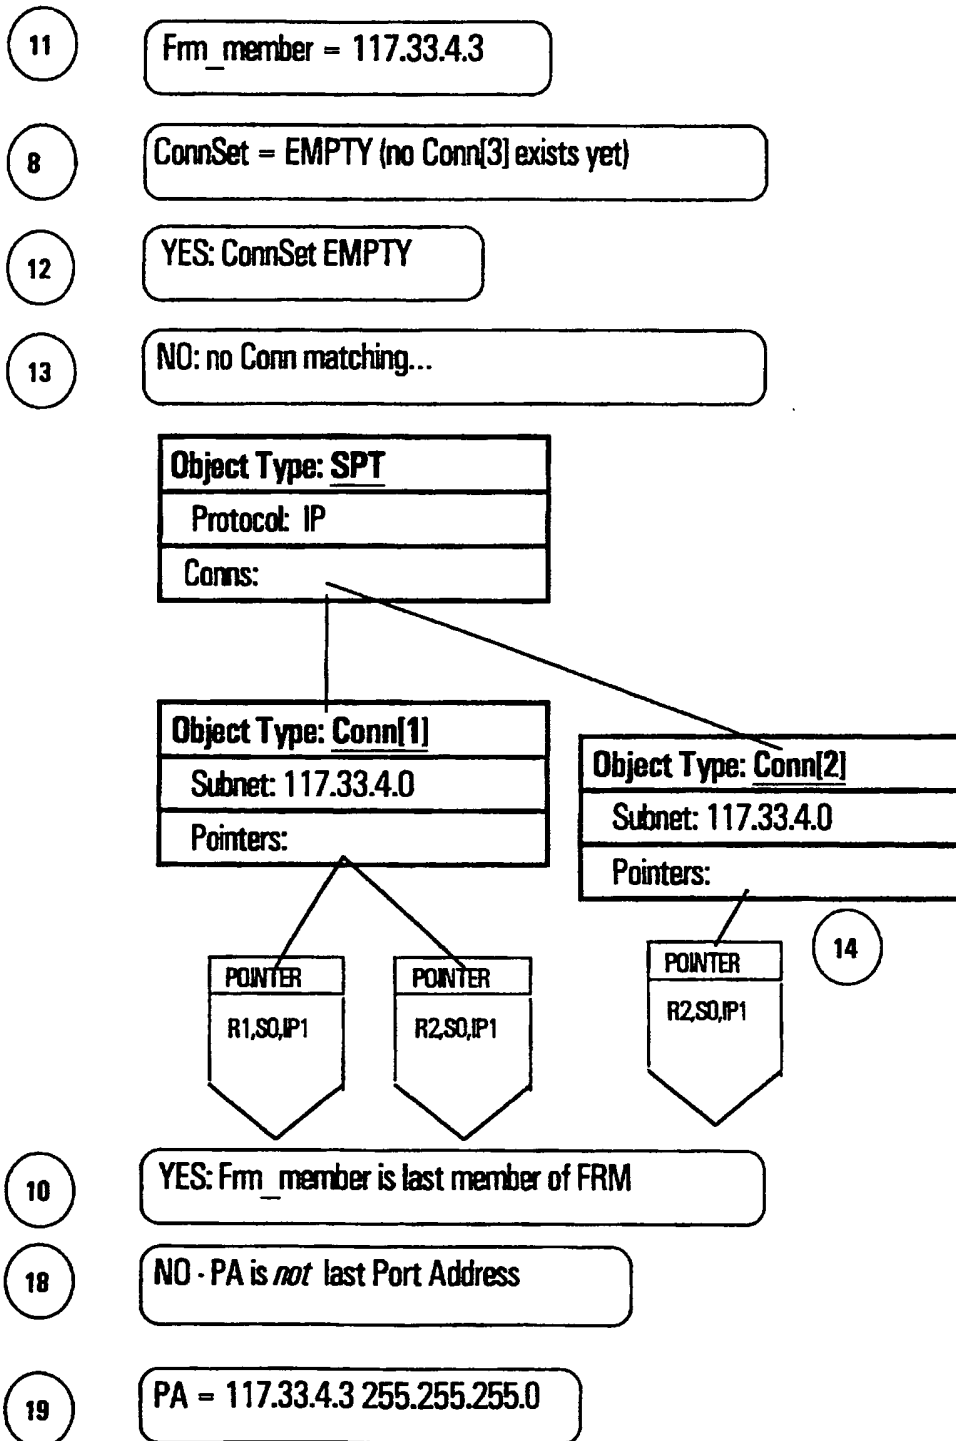 11
Frm_member = 117.33.4.3
8
ConnSet = EMPTY (no Conn[3] exists yet)
12
YES: ConnSet EMPTY
13
NO: no Conn matching...
Object Type: SPT
Protocol: IP
Conns:
Object Type: Conn[1]
Subnet: 117.33.4.0
Pointers:
Object Type: Conn[2]
Subnet: 117.33.4.0
Pointers:
14
POINTER
R1,S0,IP1
POINTER
R2,S0,IP1
POINTER
R2,S0,IP1
10
YES: Frm_member is last member of FRM
18
NO - PA is not last Port Address
19
PA = 117.33.4.3 255.255.255.0